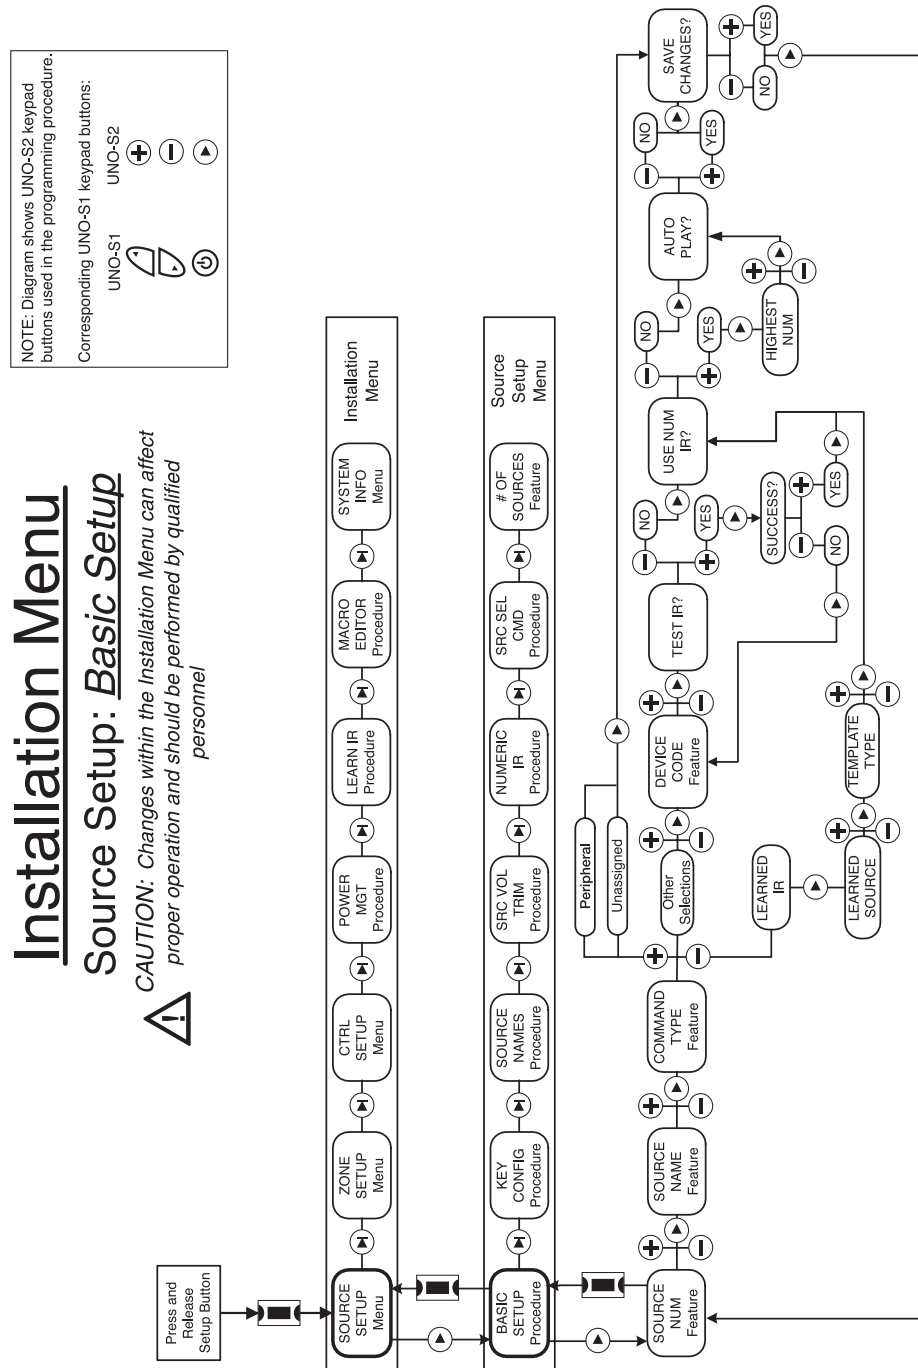 Installation Menu
Source Setup: Basic Setup
CAUTION: Changes within the Installation Menu can affect
proper operation and should be performed by qualified
personnel
NOTE: Diagram shows UNO-S2 keypad
buttons used in the programming procedure.
Corresponding UNO-S1 keypad buttons:
UNO-S1
UNO-S2
Press and
Release
Setup Button
SOURCE
SETUP
Menu
ZONE
SETUP
Menu
CTRL
SETUP
Menu
POWER
MGT
Procedure
LEARN IR
Procedure
MACRO
EDITOR
Procedure
SYSTEM
INFO
Menu
Installation
Menu
BASIC
SETUP
Procedure
KEY
CONFIG
Procedure
SOURCE
NAMES
Procedure
SRC VOL
TRIM
Procedure
NUMERIC
IR
Procedure
SRC SEL
CMD
Procedure
# OF
SOURCES
Feature
Source
Setup
Menu
SOURCE
NUM
Feature
SOURCE
NAME
Feature
COMMAND
TYPE
Feature
Peripheral
Unassigned
Other
Selections
LEARNED
IR
LEARNED
SOURCE
TEMPLATE
TYPE
DEVICE
CODE
Feature
TEST IR?
NO
YES
SUCCESS?
NO
YES
USE NUM
IR?
NO
YES
HIGHEST
NUM
AUTO
PLAY?
NO
YES
SAVE
CHANGES?
NO
YES